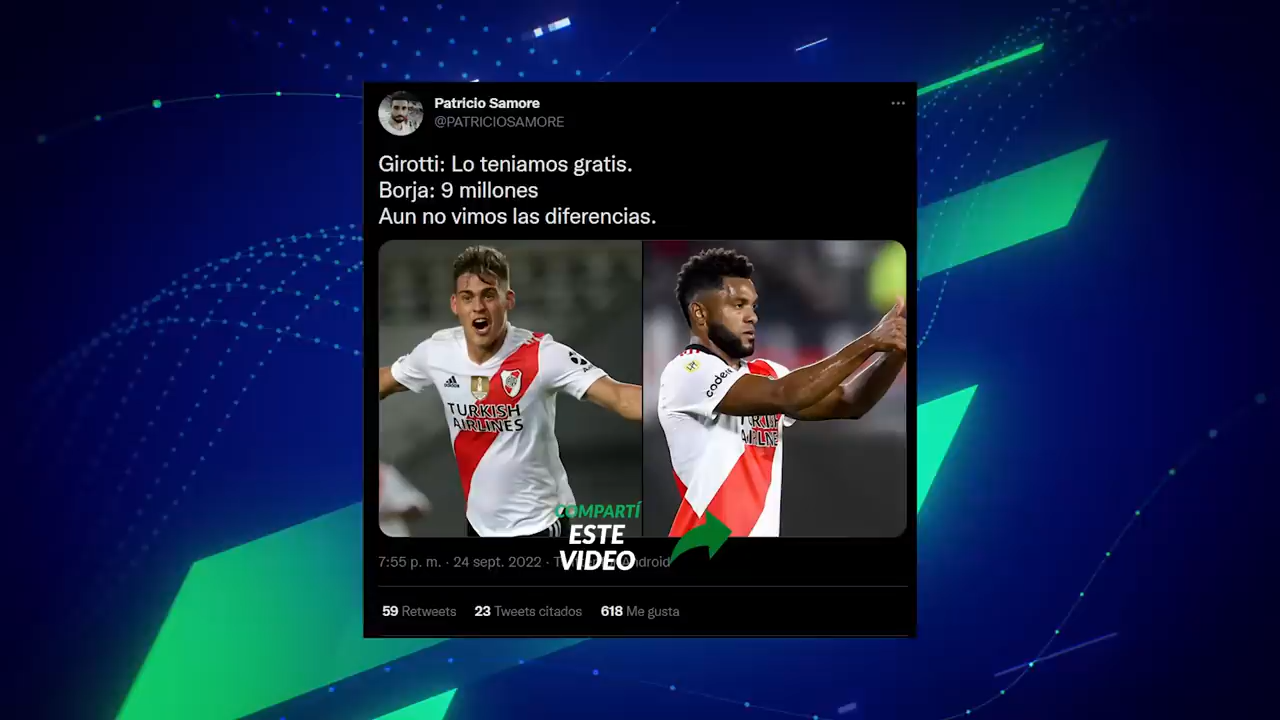 Patricio Samore
@PATRICIOSAMORE
Girotti: Lo teniamos gratis.
Borja: 9 millones
Aun no vimos las diferencias.
TURKISH
AIRLINES
codere
COMPARTÍ
ESTE
VIDEO
7:55 p. m. · 24 sept. 2022 ·
59 Retweets 23 Tweets citados 618 Me gusta